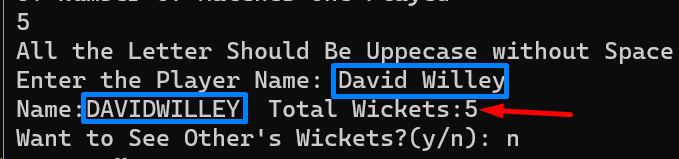 5
All the Letter Should Be Uppecase without Space
Enter the Player Name: David Willey
Name:DAVIDWILLEY Total Wickets:5
Want to See Other's Wickets?(y/n): n